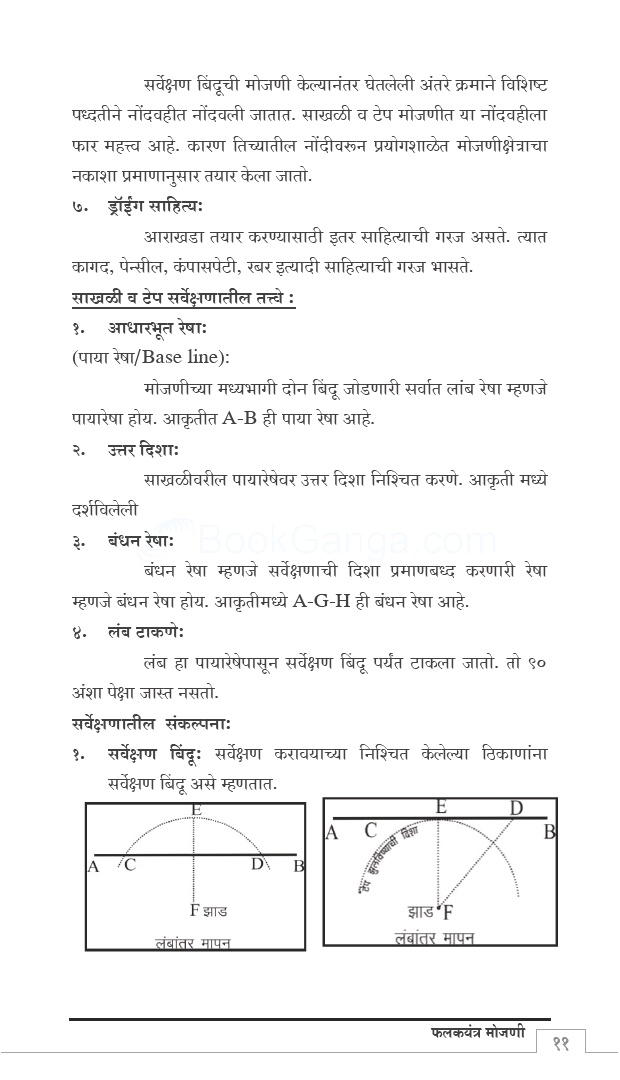 सर्वेक्षण बिंदूची मोजणी केल्यानंतर घेतलेली अंतरे क्रमाने विशिष्ट
पध्दतीने नोंदवहीत नोंदवली जातात. साखळी व टेप मोजणीत या नोंदवहीला
फार महत्त्व आहे. कारण तिच्यातील नोंदीवरून प्रयोगशाळेत मोजणीक्षेत्राचा
नकाशा प्रमाणानुसार तयार केला जातो.
७. ड्रॉईंग साहित्य:
आराखडा तयार करण्यासाठी इतर साहित्याची गरज असते. त्यात
कागद, पेन्सील, कंपासपेटी, रबर इत्यादी साहित्याची गरज भासते.
साखळी व टेप सर्वेक्षणातील तत्त्वे :
१. आधारभूत रेषा:
(पाया रेषा/Base line):
मोजणीच्या मध्यभागी दोन बिंदू जोडणारी सर्वात लांब रेषा म्हणजे
पायारेषा होय. आकृतीत A-B ही पाया रेषा आहे.
२. उत्तर दिशा:
साखळीवरील पायारेषेवर उत्तर दिशा निश्चित करणे. आकृती मध्ये
दर्शविलेली
BookGanga.com
३. बंधन रेषा:
बंधन रेषा म्हणजे सर्वेक्षणाची दिशा प्रमाणबध्द करणारी रेषा
म्हणजे बंधन रेषा होय. आकृतीमध्ये A-G-H ही बंधन रेषा आहे.
४. लंब टाकणे:
लंब हा पायारेषेपासून सर्वेक्षण बिंदू पर्यंत टाकला जातो. तो ९०
अंशा पेक्षा जास्त नसतो.
सर्वेक्षणातील संकल्पना:
१. सर्वेक्षण बिंदू: सर्वेक्षण करावयाच्या निश्चित केलेल्या ठिकाणांना
सर्वेक्षण बिंदू असे म्हणतात.
E
A C D B
F झाड
लंबांतर मापन
E D
A C B
टेप झुलविण्याची दिशा
झाड F
लंबांतर मापन
फलकयंत्र मोजणी
११